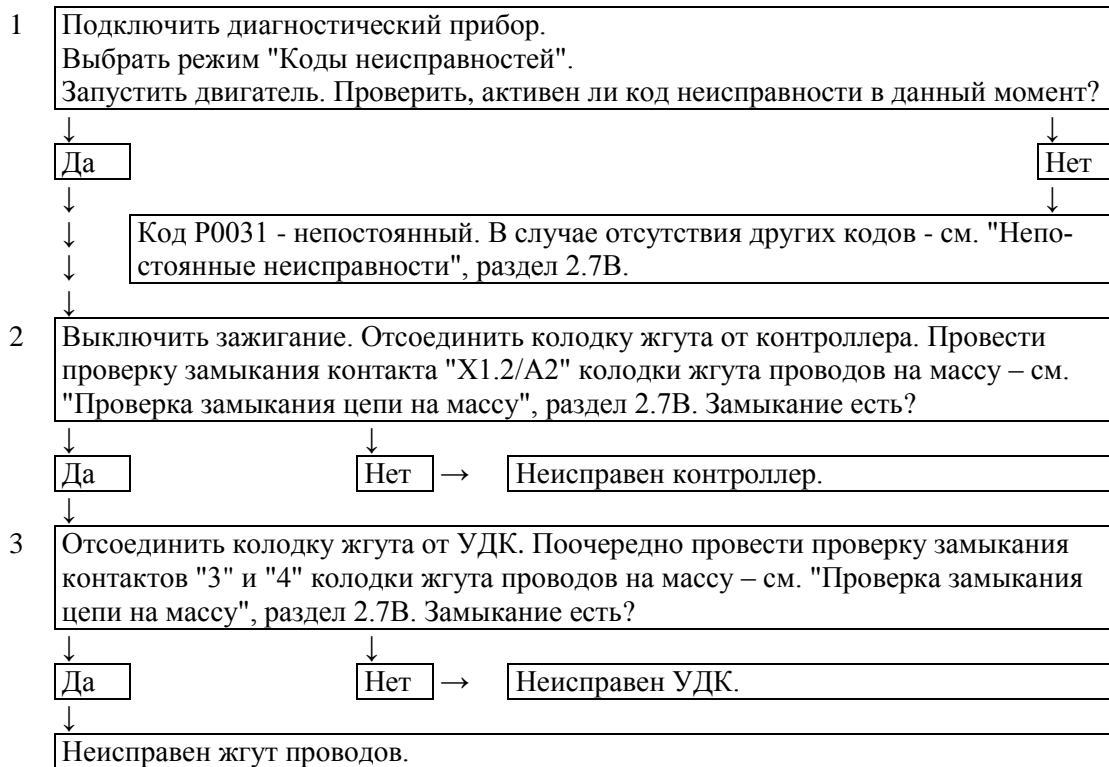 1 Подключить диагностический прибор.
Выбрать режим "Коды неисправностей".
Запустить двигатель. Проверить, активен ли код неисправности в данный момент?
↓ ↓
Да Нет
↓ ↓
↓ Код Р0031 - непостоянный. В случае отсутствия других кодов - см. "Непо-
↓ стоянные неисправности", раздел 2.7В.
↓
2 Выключить зажигание. Отсоединить колодку жгута от контроллера. Провести
проверку замыкания контакта "X1.2/A2" колодки жгута проводов на массу – см.
"Проверка замыкания цепи на массу", раздел 2.7В. Замыкание есть?
↓ ↓
Да Нет → Неисправен контроллер.
↓
3 Отсоединить колодку жгута от УДК. Поочередно провести проверку замыкания
контактов "3" и "4" колодки жгута проводов на массу – см. "Проверка замыкания
цепи на массу", раздел 2.7В. Замыкание есть?
↓ ↓
Да Нет → Неисправен УДК.
↓
Неисправен жгут проводов.